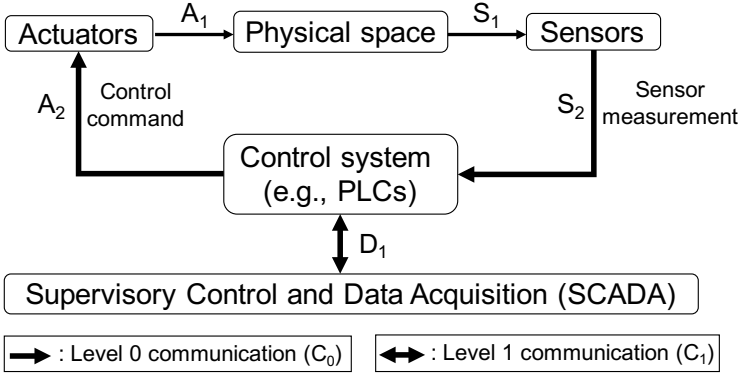 Actuators
A₁
Physical space
S₁
Sensors
A₂
Control
command
S₂
Sensor
measurement
Control system
(e.g., PLCs)
D₁
Supervisory Control and Data Acquisition (SCADA)
: Level 0 communication (C₀)
: Level 1 communication (C₁)